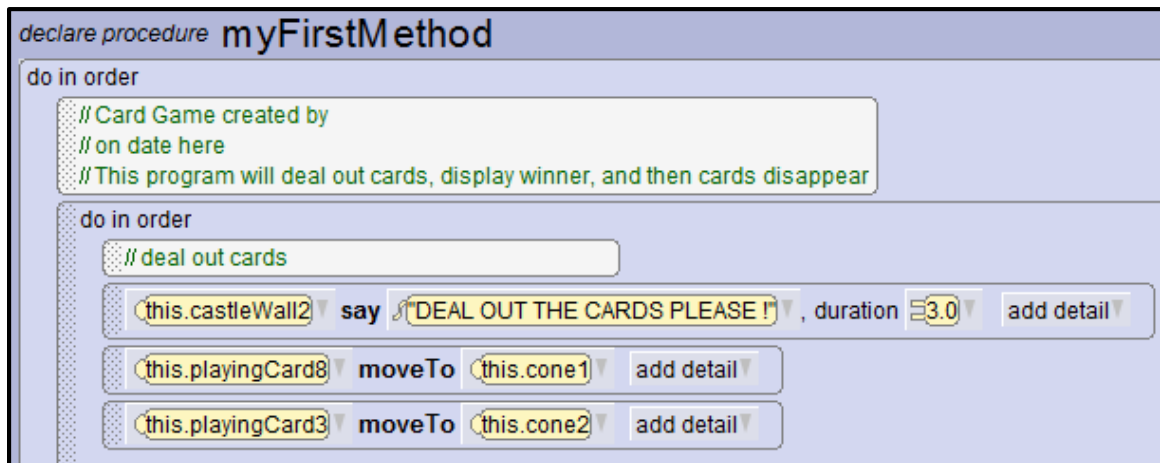 declare procedure myFirstMethod
do in order
// Card Game created by
// on date here
// This program will deal out cards, display winner, and then cards disappear
do in order
// deal out cards
this.castleWall2 say "DEAL OUT THE CARDS PLEASE !", duration 3.0 add detail
this.playingCard8 moveTo this.cone1 add detail
this.playingCard3 moveTo this.cone2 add detail